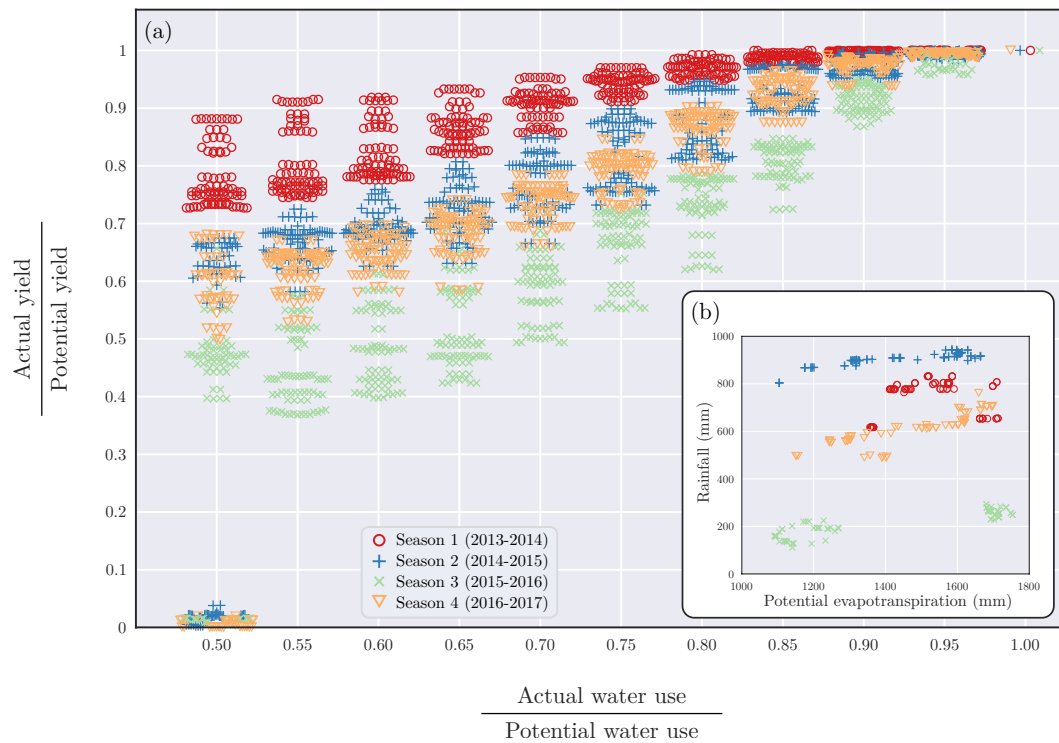 (a)
1
0.9
0.8
0.7
0.6
0.5
0.4
0.3
0.2
0.1
0
Actual yield
Potential yield
Season 1 (2013-2014)
Season 2 (2014-2015)
Season 3 (2015-2016)
Season 4 (2016-2017)
(b)
1000
800
600
400
200
0
Rainfall (mm)
1000 1200 1400 1600 1800
Potential evapotranspiration (mm)
0.50 0.55 0.60 0.65 0.70 0.75 0.80 0.85 0.90 0.95 1.00
Actual water use
Potential water use